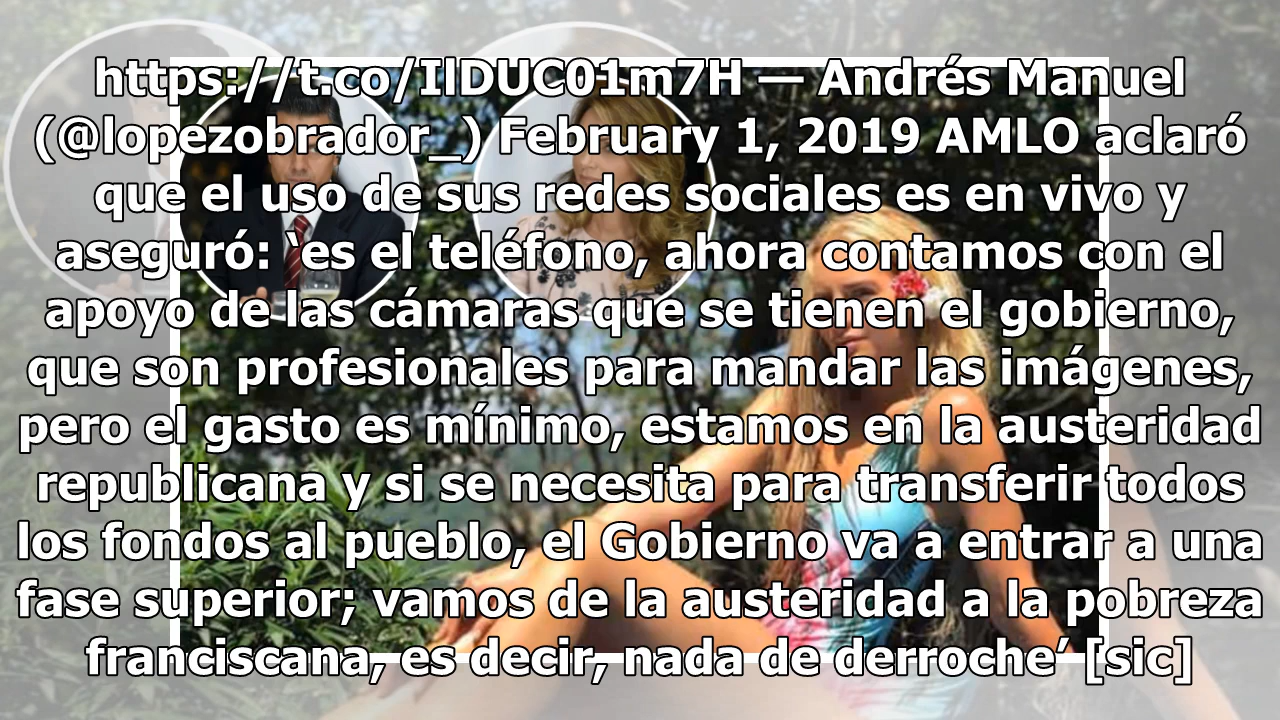 https://t.co/IlDUC01m7H — Andrés Manuel
(@lopezobrador_) February 1, 2019 AMLO aclaró
que el uso de sus redes sociales es en vivo y
aseguró: ‘es el teléfono, ahora contamos con el
apoyo de las cámaras que se tienen el gobierno,
que son profesionales para mandar las imágenes,
pero el gasto es mínimo, estamos en la austeridad
republicana y si se necesita para transferir todos
los fondos al pueblo, el Gobierno va a entrar a una
fase superior; vamos de la austeridad a la pobreza
franciscana, es decir, nada de derroche’ [sic]